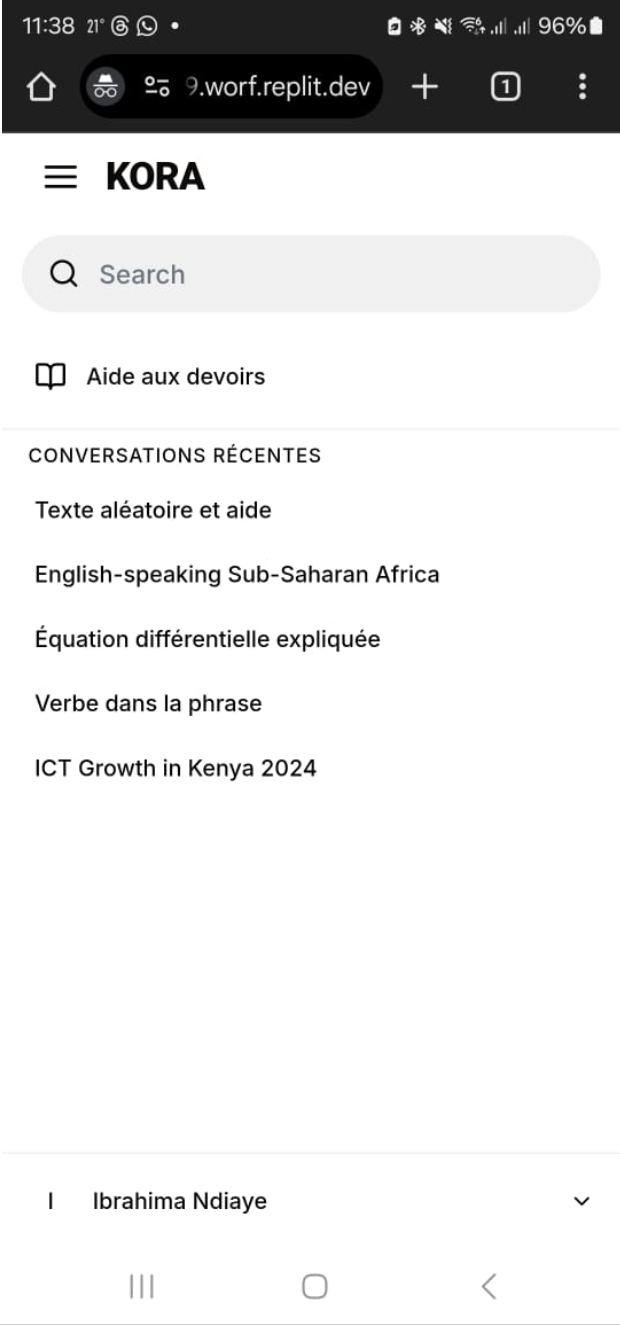 11:38 21°
96%
9.worf.replit.dev
1
KORA
Search
Aide aux devoirs
CONVERSATIONS RÉCENTES
Texte aléatoire et aide
English-speaking Sub-Saharan Africa
Équation différentielle expliquée
Verbe dans la phrase
ICT Growth in Kenya 2024
I Ibrahima Ndiaye